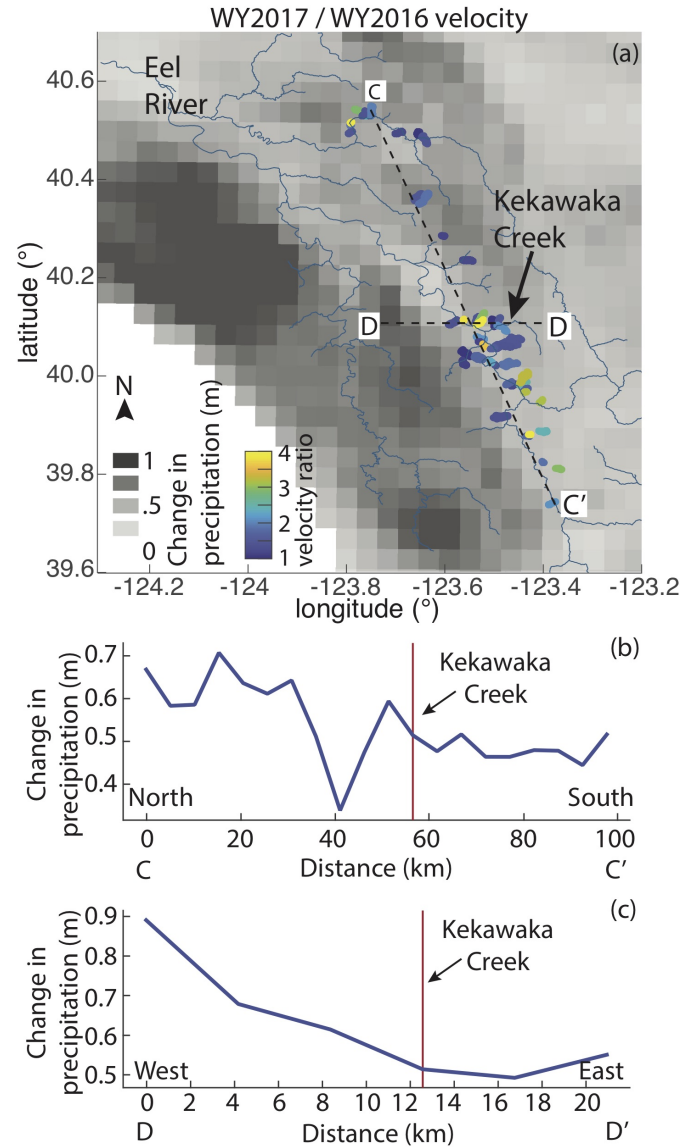 WY2017 / WY2016 velocity
(a)
40.6
40.4
40.2
40.0
39.8
39.6
latitude (°)
Eel
River
C
Kekawaka
Creek
D
D
C’
N
1
.5
0
Change in
precipitation (m)
4
3
2
1
velocity ratio
-124.2
-124
-123.8
-123.6
-123.4
-123.2
longitude (°)
(b)
0.7
0.6
0.5
0.4
Change in
precipitation (m)
Kekawaka
Creek
North
South
0
20
40
60
80
100
C
Distance (km)
C’
(c)
0.9
0.8
0.7
0.6
0.5
Change in
precipitation (m)
Kekawaka
Creek
West
East
0
2
4
6
8
10
12
14
16
18
20
D
Distance (km)
D’